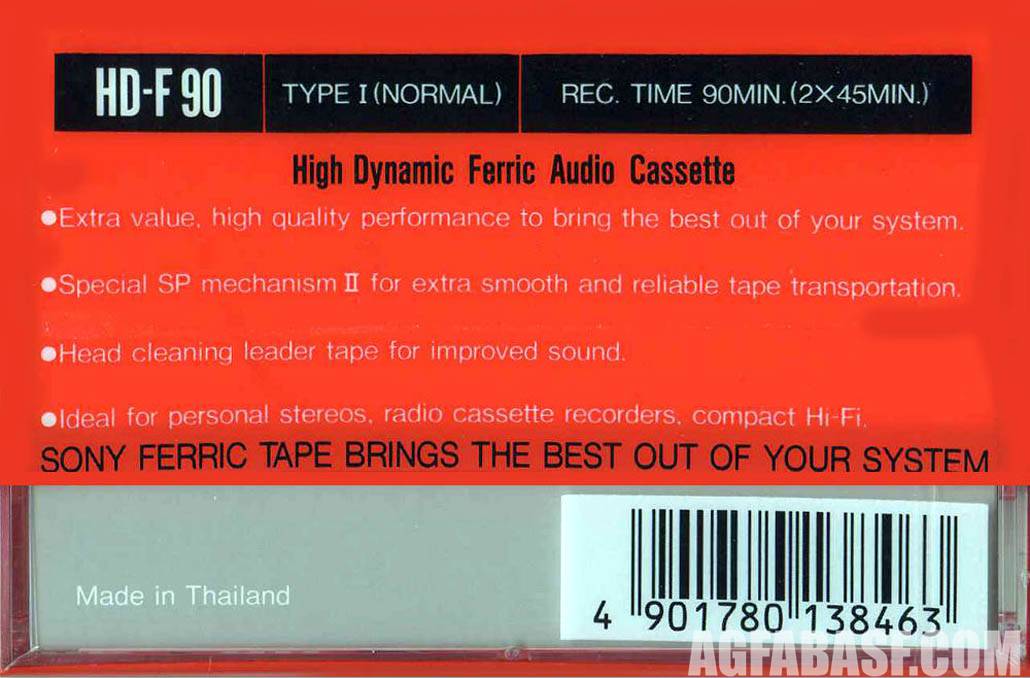 HD-F 90 TYPE I (NORMAL) REC. TIME 90MIN. (2×45MIN.)
High Dynamic Ferric Audio Cassette
●Extra value, high quality performance to bring the best out of your system.
●Special SP mechanism II for extra smooth and reliable tape transportation.
●Head cleaning leader tape for improved sound.
●Ideal for personal stereos, radio cassette recorders, compact Hi-Fi.
SONY FERRIC TAPE BRINGS THE BEST OUT OF YOUR SYSTEM
Made in Thailand
4 901780 138463
AGFABASF.COM